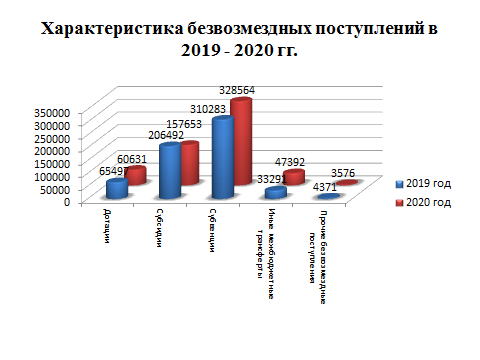 Характеристика безвозмездных поступлений в
2019 - 2020 гг.
350000
300000
250000
200000
150000
100000
50000
0
60631
206492
157653
310283
328564
33291
47392
4371
3576
Дотации
Субсидии
Субвенции
Иные межбюджетные
трансферты
Прочие безвозмездные
поступления
2019 год
2020 год